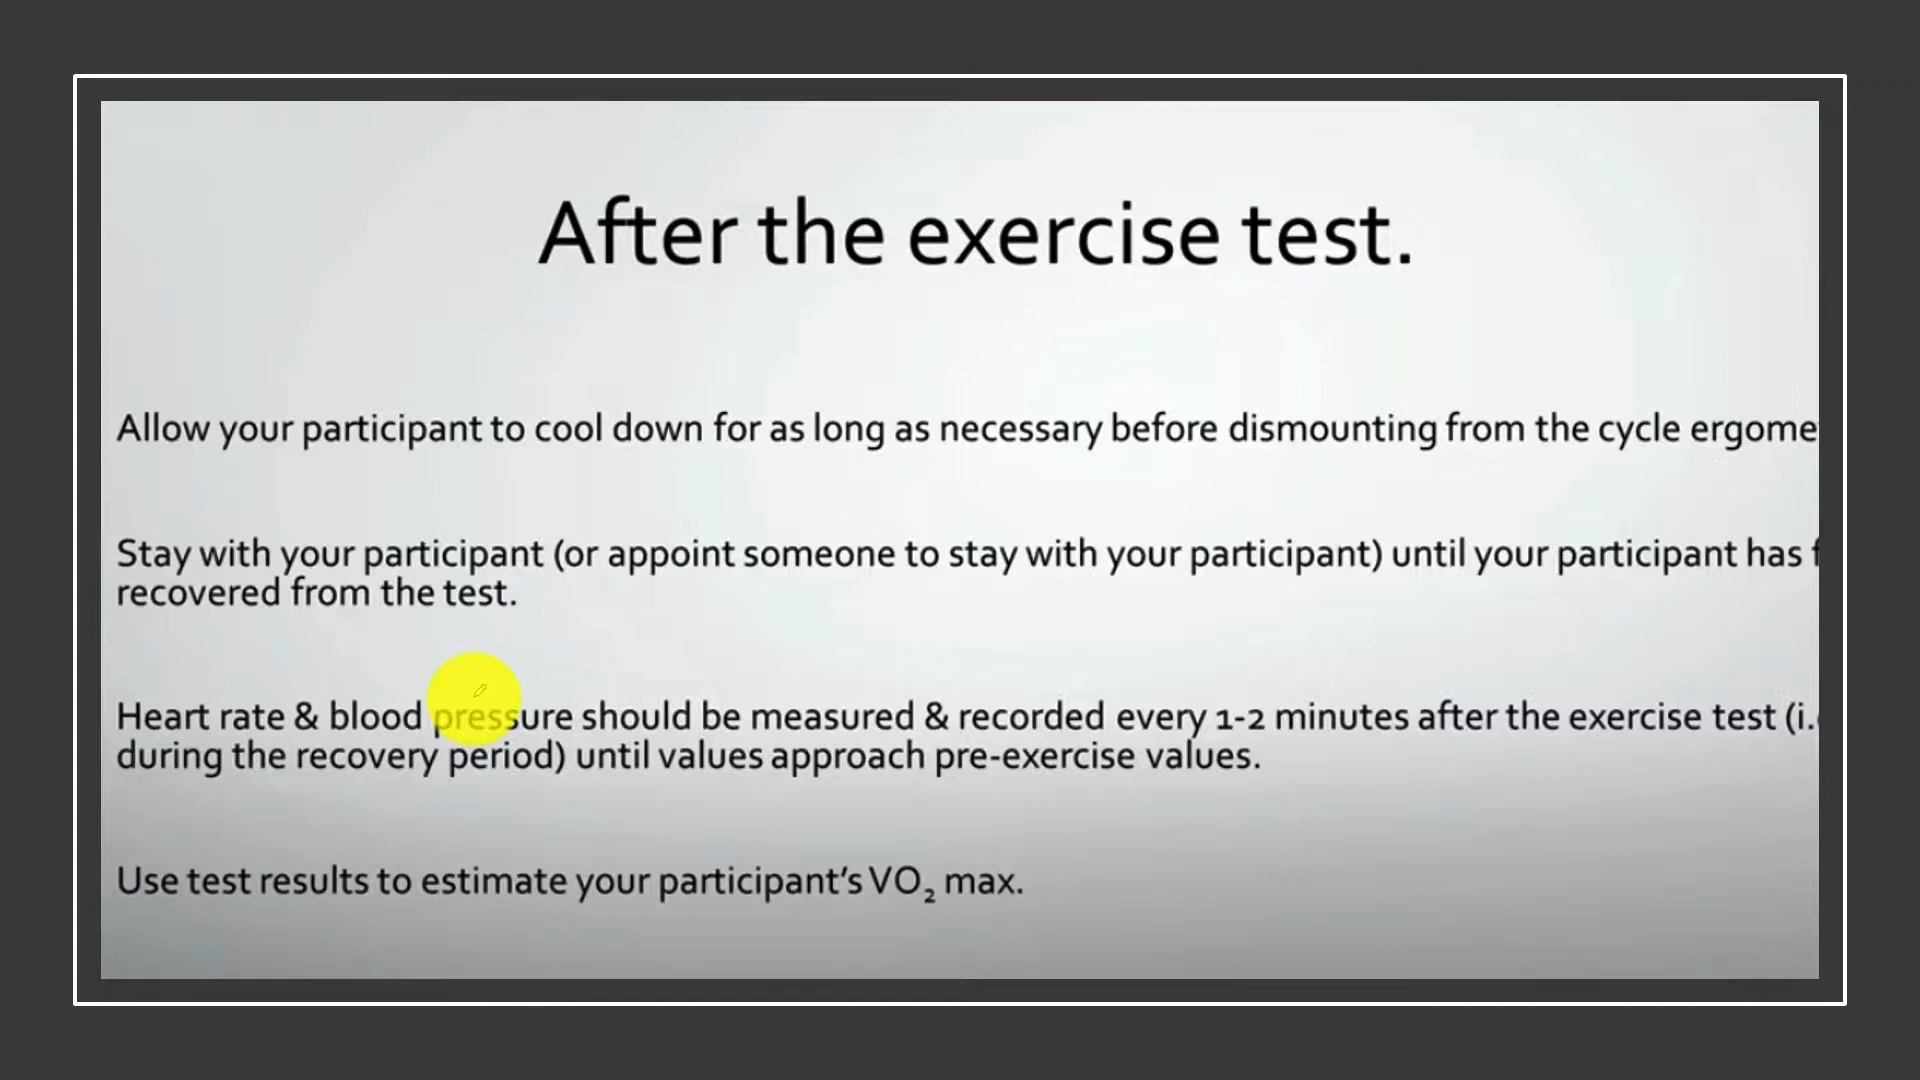 After the exercise test.
Allow your participant to cool down for as long as necessary before dismounting from the cycle
Stay with your participant (or appoint someone to stay with your participant) until your participant has
recovered from the test.
Heart rate & blood pressure should be measured & recorded every 1-2 minutes after the exercise test (i.
during the recovery period) until values approach pre-exercise values.
Use test results to estimate your participant's VO₂ max.